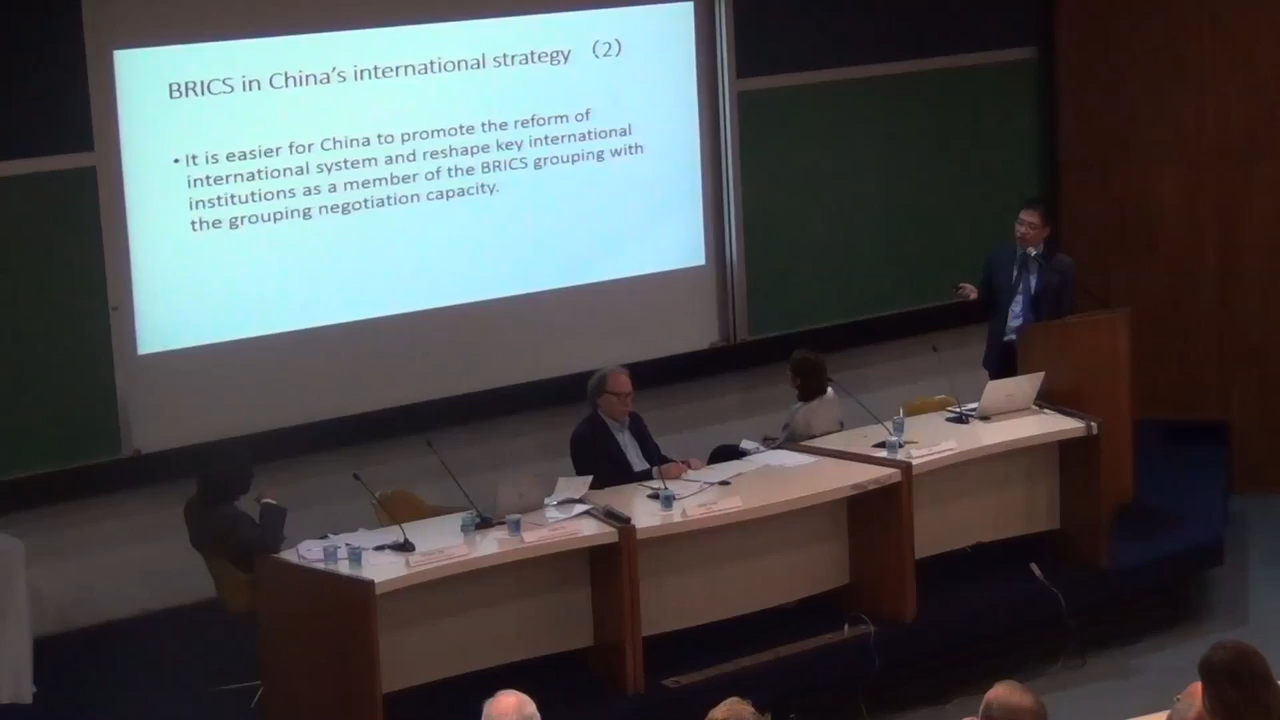 BRICS in China's international strategy （2）
• It is easier for China to promote the reform of
international system and reshape key international
institutions as a member of the BRICS grouping with
the grouping negotiation capacity.